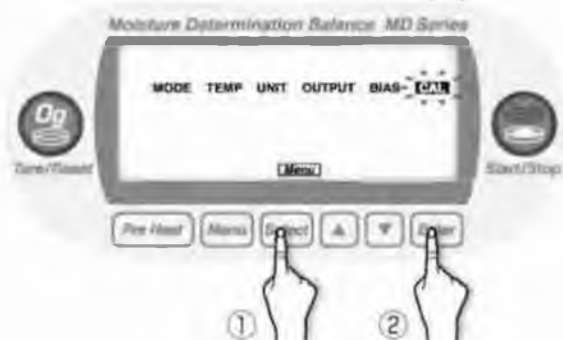 Moisture Determination Balance MD Series
MODE TEMP UNIT OUTPUT BIAS CAL
0g
Tare/Reset
Start/Stop
Menu
Pre Heat Menu Select ▲ ▼ Enter
① ②